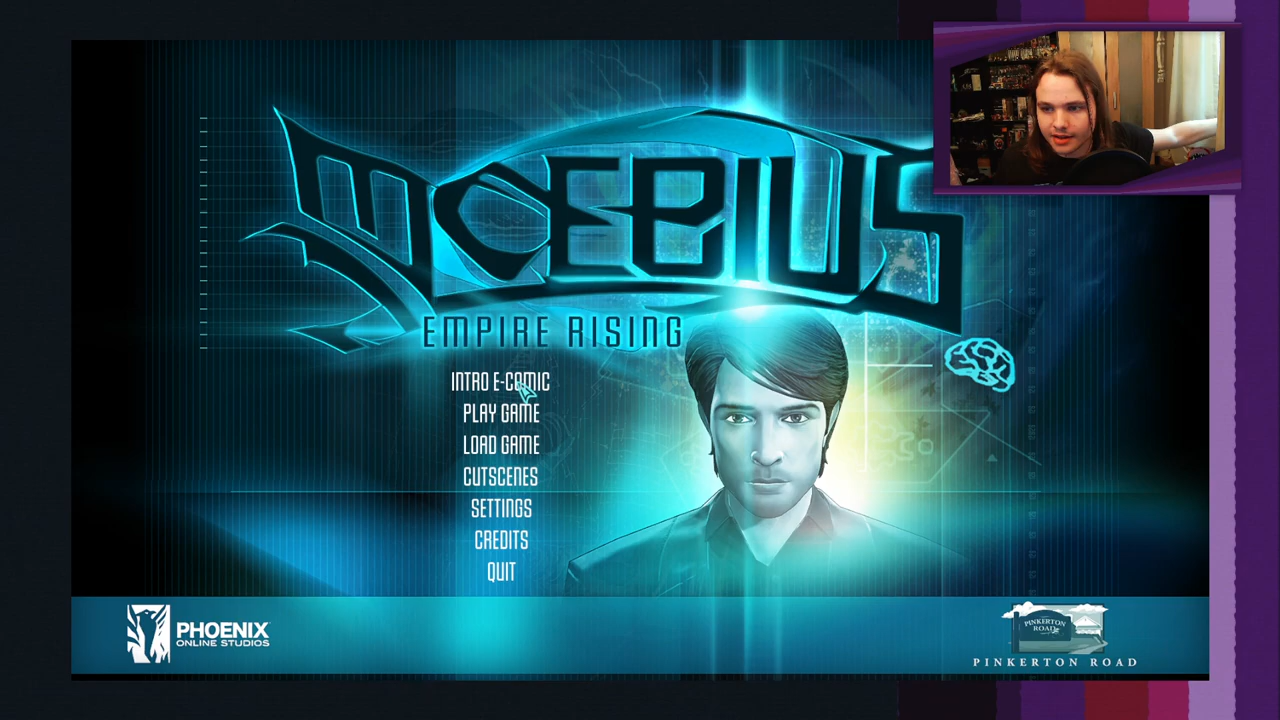 MOEBIUS
EMPIRE RISING
INTRO E-COMIC
PLAY GAME
LOAD GAME
CUTSCENES
SETTINGS
CREDITS
QUIT
PHOENIX
ONLINE STUDIOS
PINKERTON
ROAD
PINKERTON ROAD